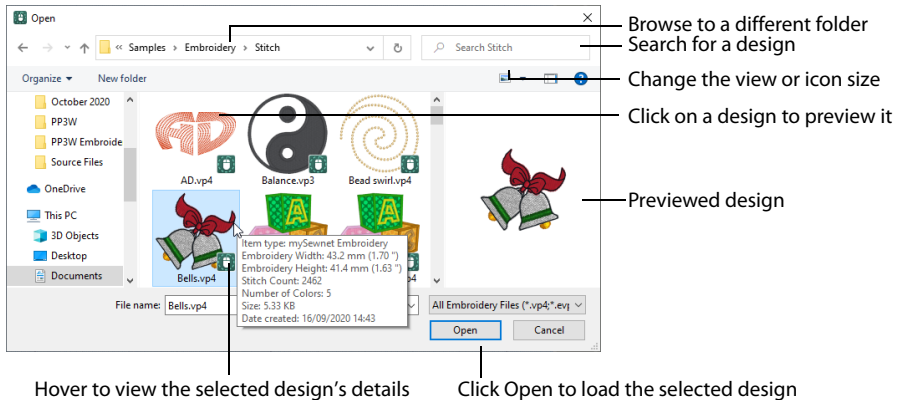 Open
Browse to a different folder
« Samples › Embroidery › Stitch
Search Stitch
Search for a design
Organize
New folder
Change the view or icon size
October 2020
PP3W
PP3W Embroide
Source Files
OneDrive
This PC
3D Objects
Desktop
Documents
AD.vp4
Balance.vp3
Bead swirl.vp4
Click on a design to preview it
Previewed design
Bells.vp4
Item type: mySewnet Embroidery
Embroidery Width: 43.2 mm (1.70 ")
Embroidery Height: 41.4 mm (1.63 ")
Stitch Count: 2462
Number of Colors: 5
Size: 5.33 KB
Date created: 16/09/2020 14:43
File name: Bells.vp4
All Embroidery Files (*.vp4;*.evp
Open
Cancel
Hover to view the selected design’s details
Click Open to load the selected design